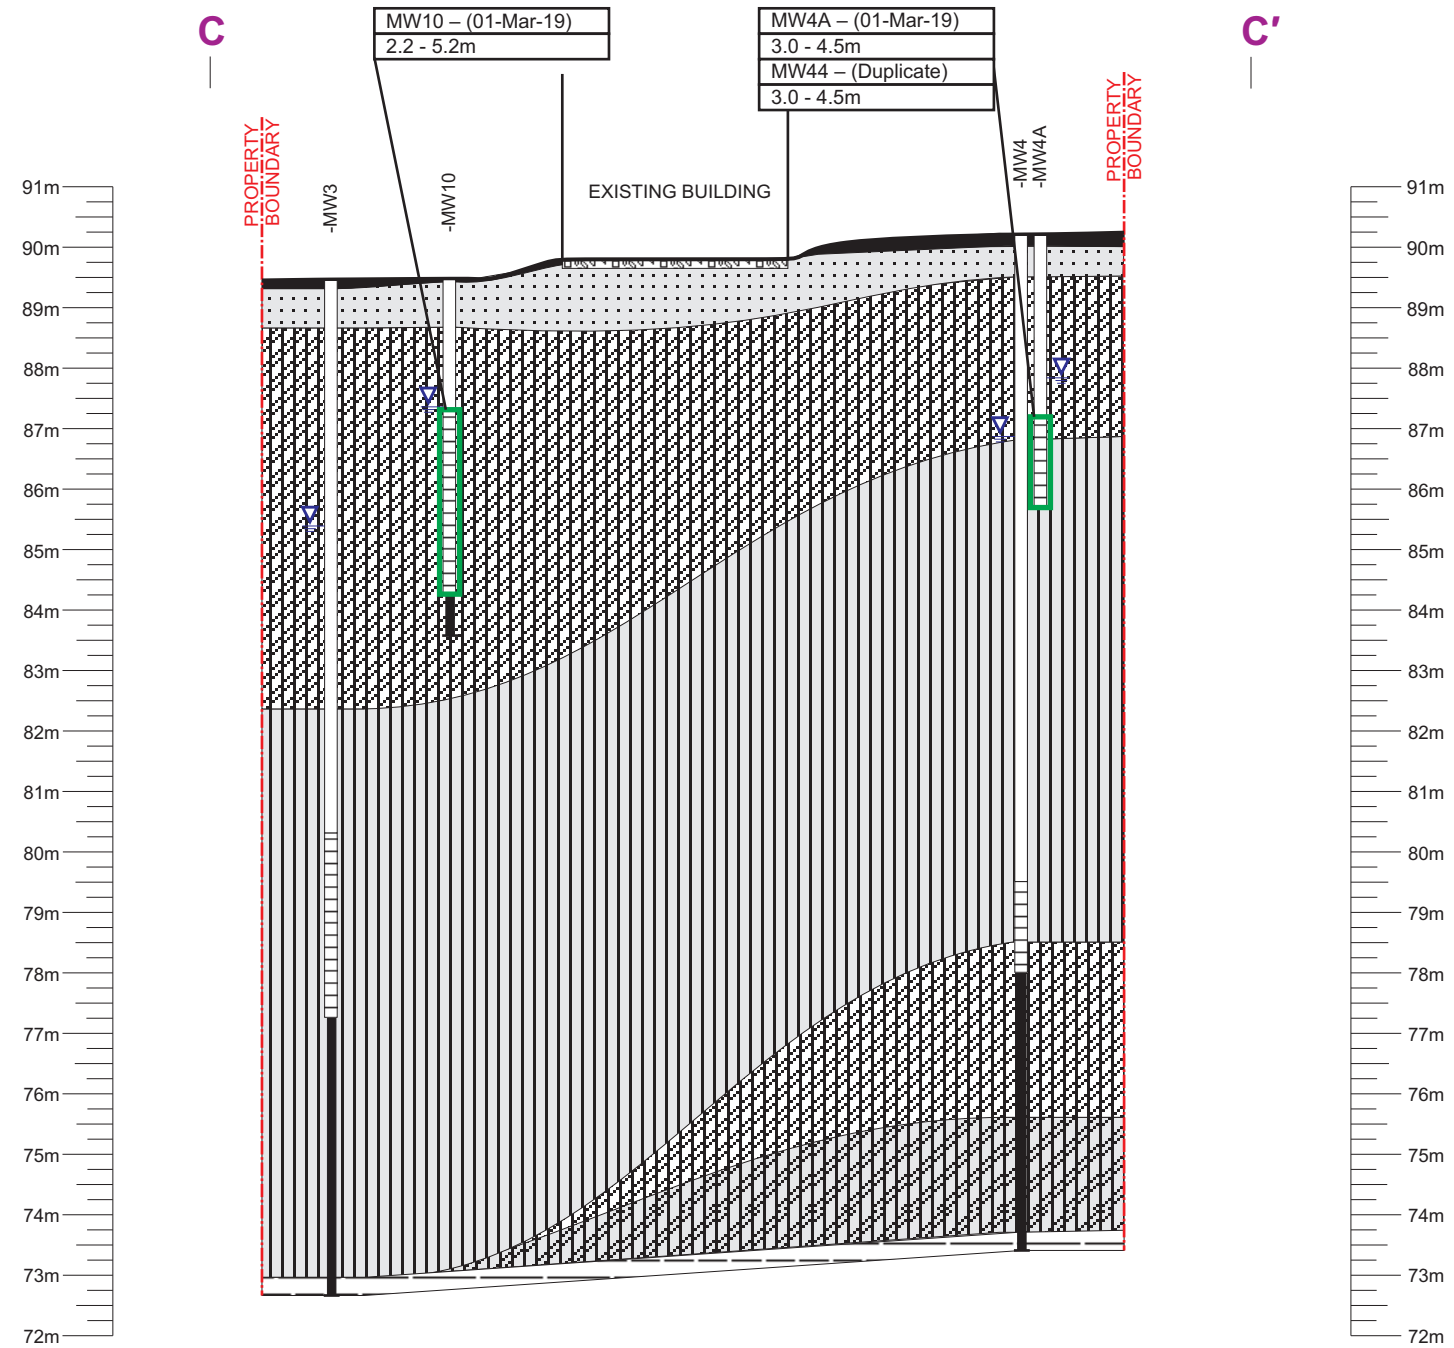 C
C'
MW10 – (01-Mar-19)
2.2 - 5.2m
MW4A – (01-Mar-19)
3.0 - 4.5m
MW44 – (Duplicate)
3.0 - 4.5m
PROPERTY
BOUNDARY
-MW3
-MW10
EXISTING BUILDING
-MW4
-MW4A
PROPERTY
BOUNDARY
91m
90m
89m
88m
87m
86m
85m
84m
83m
82m
81m
80m
79m
78m
77m
76m
75m
74m
73m
72m
91m
90m
89m
88m
87m
86m
85m
84m
83m
82m
81m
80m
79m
78m
77m
76m
75m
74m
73m
72m